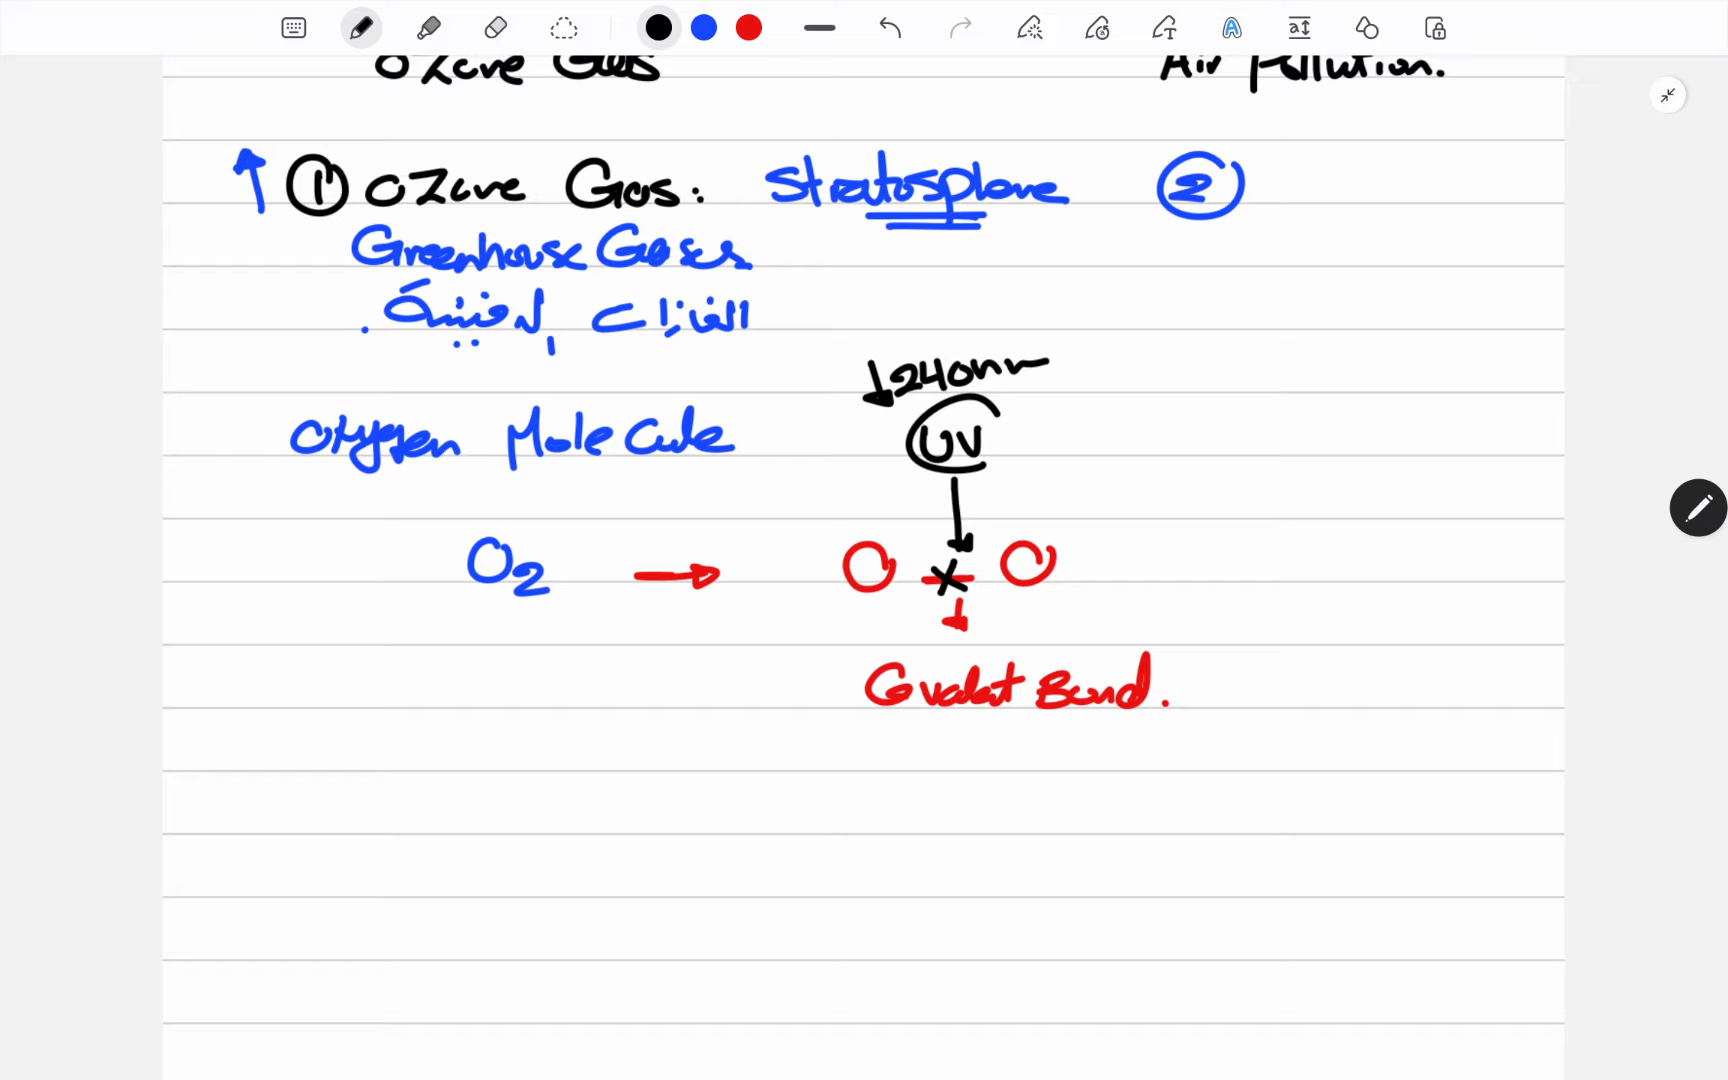 Ozone Gas Air Pollution.
① Ozone Gas: Stratosphere ②
Greenhouse Gases
الغازات الدفيئة.
↓240nm
Oxygen Molecule UV
O2 → O O
Covalent Bond.